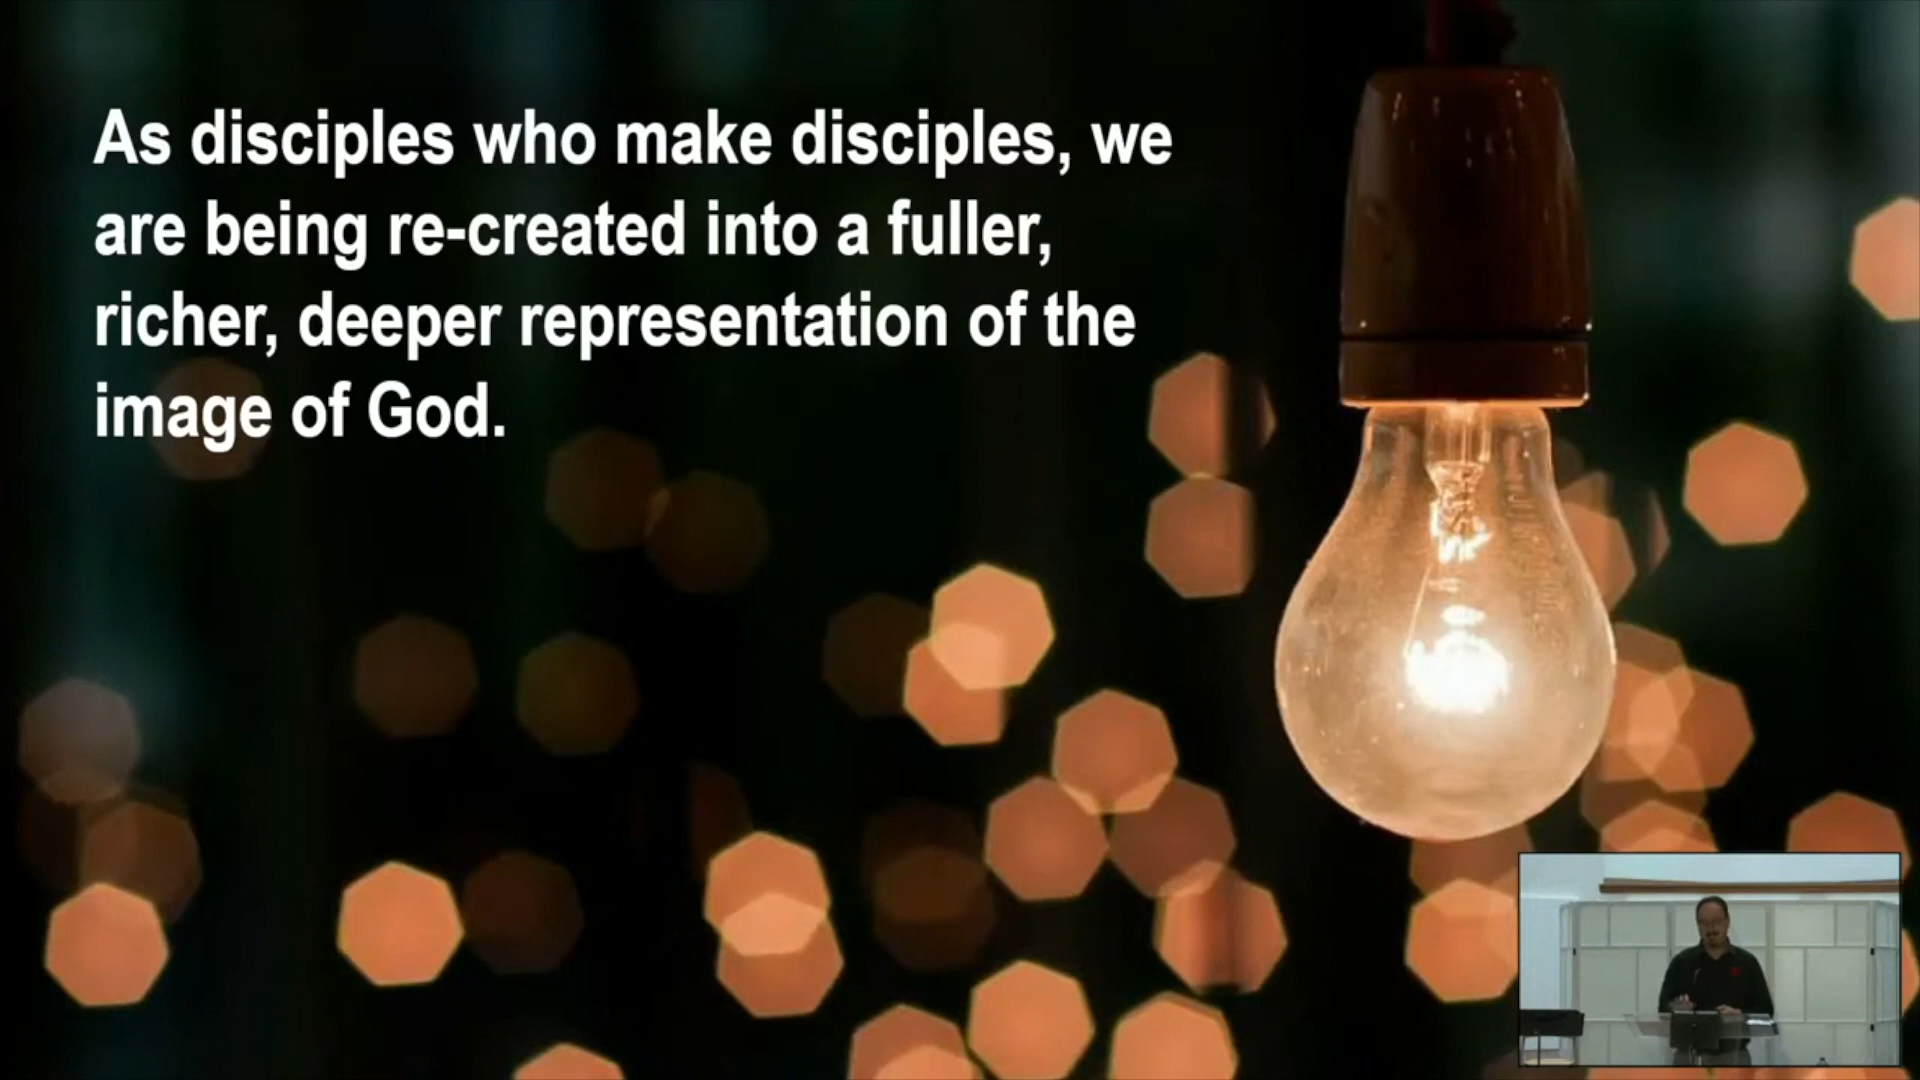 As disciples who make disciples, we
are being re-created into a fuller,
richer, deeper representation of the
image of God.